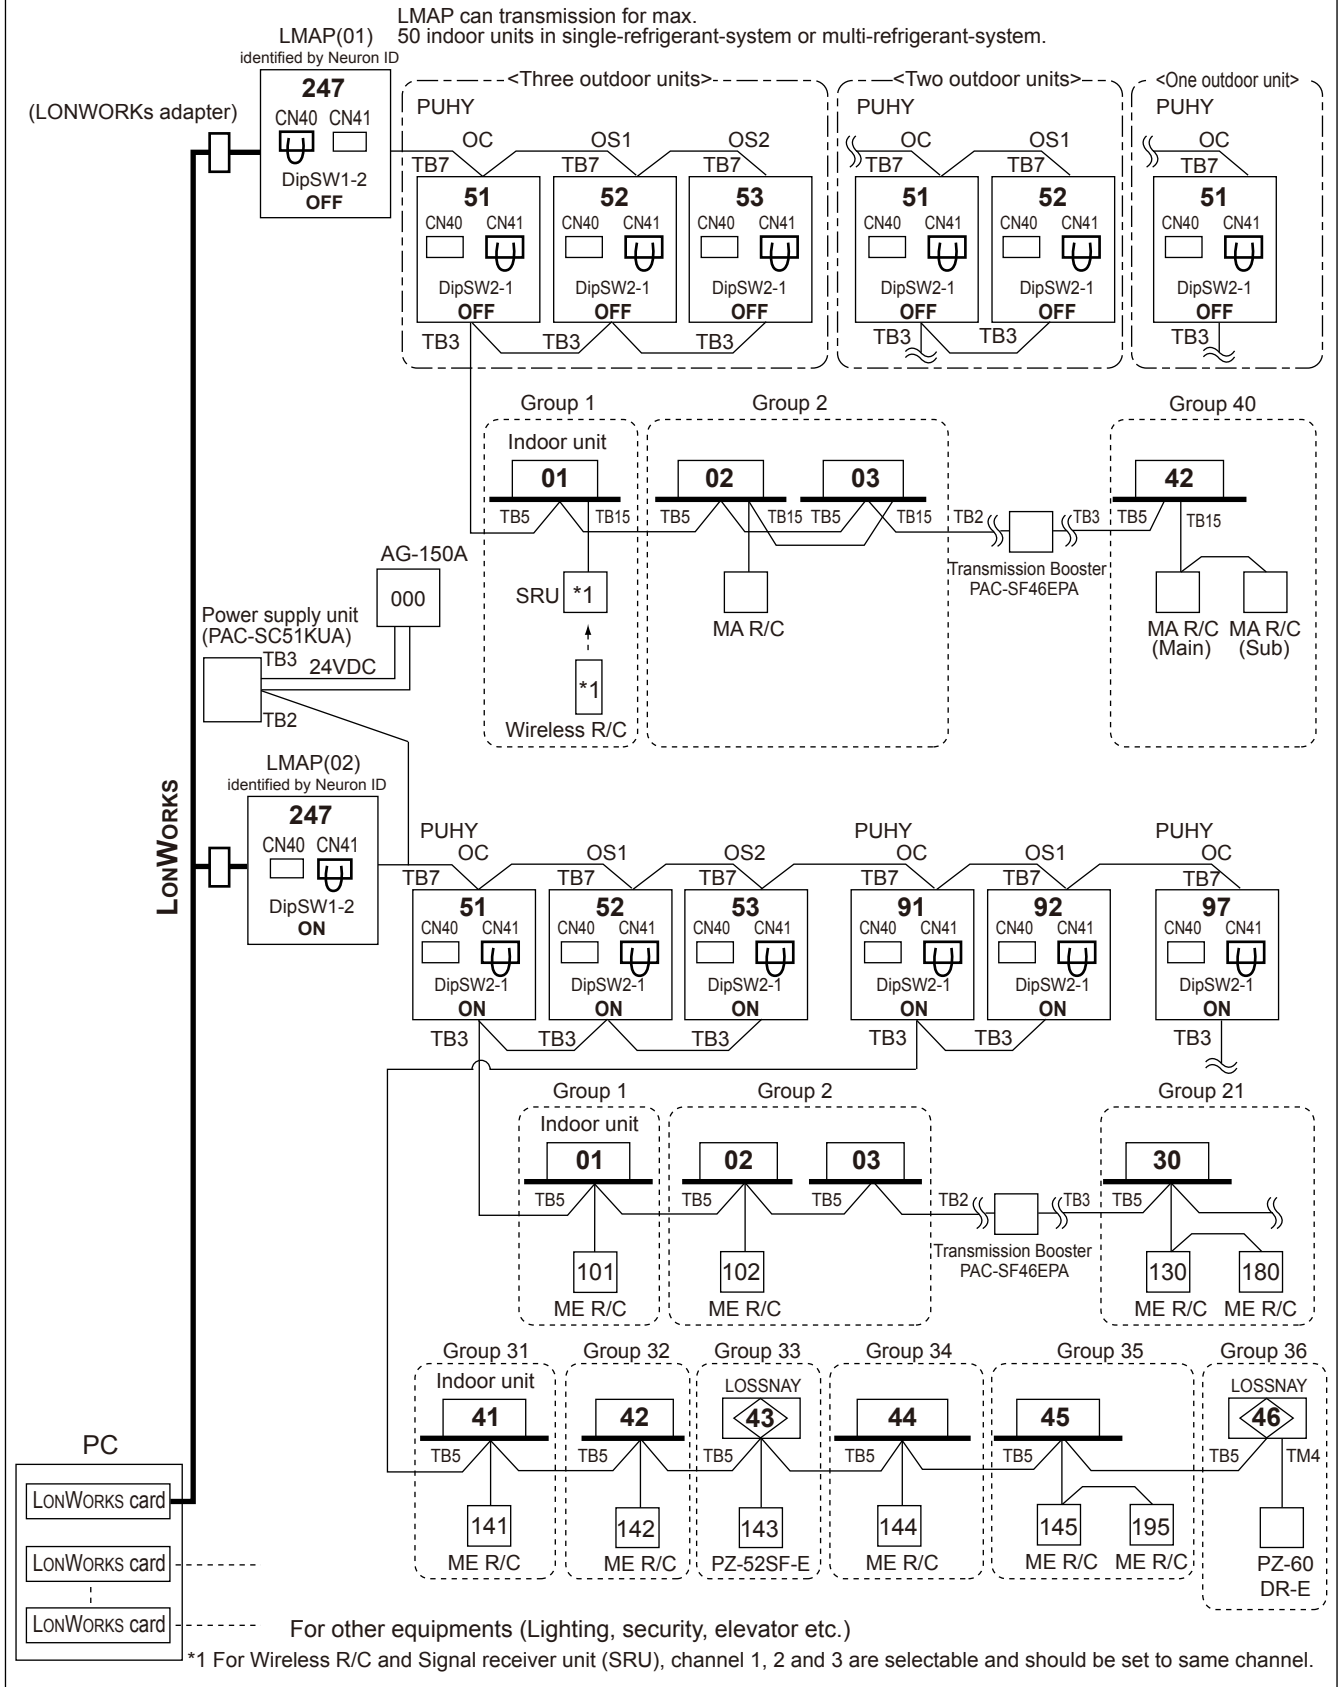 LMAP can transmission for max.
50 indoor units in single-refrigerant-system or multi-refrigerant-system.
LMAP(01)
identified by Neuron ID
247
CN40 CN41
DipSW1-2
OFF
(LONWORKs adapter)
<Three outdoor units>
<Two outdoor units>
<One outdoor unit>
PUHY
PUHY
PUHY
OC OS1 OS2 OC OS1 OC
TB7 TB7 TB7 TB7 TB7 TB7
51 52 53 51 52 51
CN40 CN41 CN40 CN41 CN40 CN41 CN40 CN41 CN40 CN41 CN40 CN41
DipSW2-1 DipSW2-1 DipSW2-1 DipSW2-1 DipSW2-1 DipSW2-1
OFF OFF OFF OFF OFF OFF
TB3 TB3 TB3 TB3 TB3 TB3
Group 1 Group 2 Group 40
Indoor unit
01 02 03 42
TB5 TB15 TB5 TB15 TB5 TB15 TB2 TB3 TB5 TB15
Transmission Booster
PAC-SF46EPA
SRU *1
MA R/C
MA R/C
(Main)
MA R/C
(Sub)
*1
Wireless R/C
AG-150A
000
Power supply unit
(PAC-SC51KUA)
TB3 24VDC
TB2
LONWORKS
LMAP(02)
identified by Neuron ID
247
CN40 CN41
DipSW1-2
ON
PUHY PUHY PUHY
OC OS1 OS2 OC OS1 OC
TB7 TB7 TB7 TB7 TB7 TB7
51 52 53 91 92 97
CN40 CN41 CN40 CN41 CN40 CN41 CN40 CN41 CN40 CN41 CN40 CN41
DipSW2-1 DipSW2-1 DipSW2-1 DipSW2-1 DipSW2-1 DipSW2-1
ON ON ON ON ON ON
TB3 TB3 TB3 TB3 TB3 TB3
Group 1 Group 2 Group 21
Indoor unit
01 02 03 30
TB5 TB5 TB5 TB2 TB3 TB5
Transmission Booster
PAC-SF46EPA
101 102 130 180
ME R/C ME R/C ME R/C ME R/C
Group 31 Group 32 Group 33 Group 34 Group 35 Group 36
Indoor unit LOSSNAY LOSSNAY
41 42 43 44 45 46
TB5 TB5 TB5 TB5 TB5 TB5 TM4
141 142 143 144 145 195
ME R/C ME R/C PZ-52SF-E ME R/C ME R/C ME R/C PZ-60
DR-E
PC
LONWORKS card
LONWORKS card
LONWORKS card
For other equipments (Lighting, security, elevator etc.)
*1 For Wireless R/C and Signal receiver unit (SRU), channel 1, 2 and 3 are selectable and should be set to same channel.